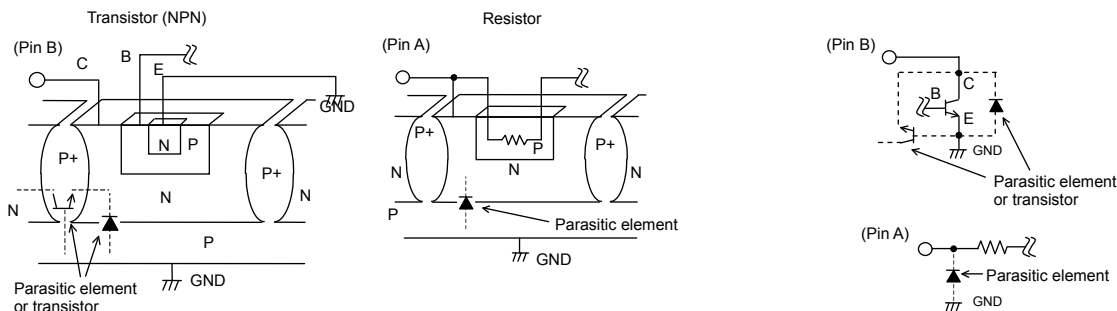 Transistor (NPN)
(Pin B)
C
B
E
GND
P+
N
P
P+
N
N
N
P
GND
Parasitic element
or transistor
Resistor
(Pin A)
P+
P
P+
N
N
N
P
Parasitic element
GND
(Pin B)
C
B
E
GND
Parasitic element
or transistor
(Pin A)
Parasitic element
GND